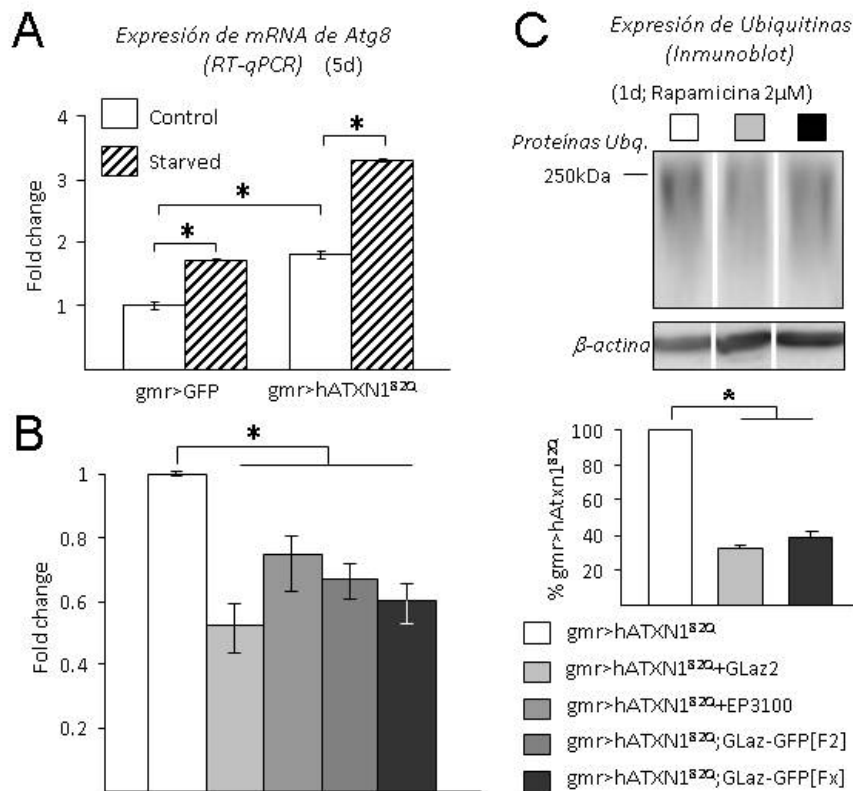 A
Expresión de mRNA de Atg8
(RT-qPCR) (5d)
Control
Starved
4
3
2
1
Fold change
*
*
*
gmr>GFP
gmr>hATXN1⁸²Q
B
*
1
0.8
0.6
0.4
0.2
Fold change
C
Expresión de Ubiquitinas
(Inmunoblot)
(1d; Rapamicina 2µM)
Proteínas Ubq.
250kDa
β-actina
*
100
80
60
40
20
% gmr>hAtxn1⁸²Q
gmr>hATXN1⁸²Q
gmr>hATXN1⁸²Q+GLaz2
gmr>hATXN1⁸²Q+EP3100
gmr>hATXN1⁸²Q;GLaz-GFP[F2]
gmr>hATXN1⁸²Q;GLaz-GFP[Fx]